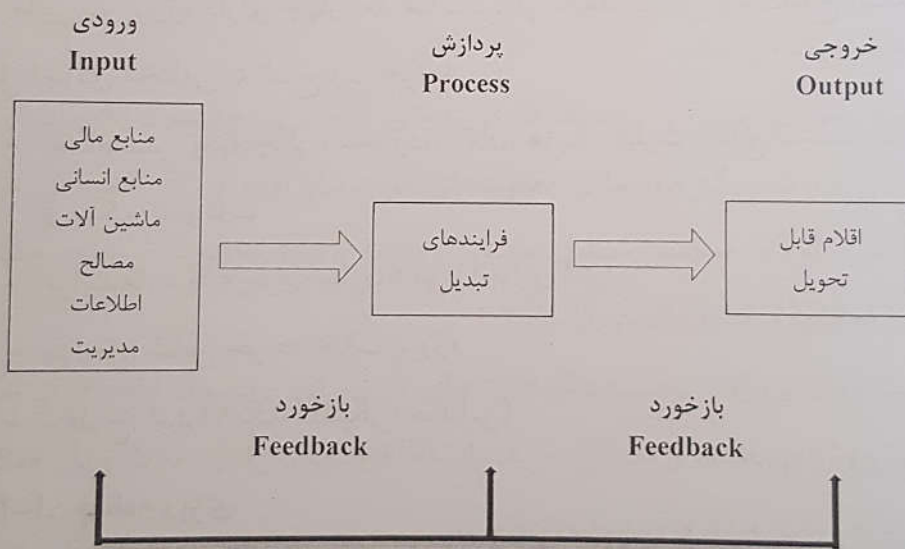 ورودی
Input
پردازش
Process
خروجی
Output
منابع مالی
منابع انسانی
ماشین آلات
مصالح
اطلاعات
مدیریت
فرایندهای
تبدیل
اقلام قابل
تحویل
بازخورد
Feedback
بازخورد
Feedback